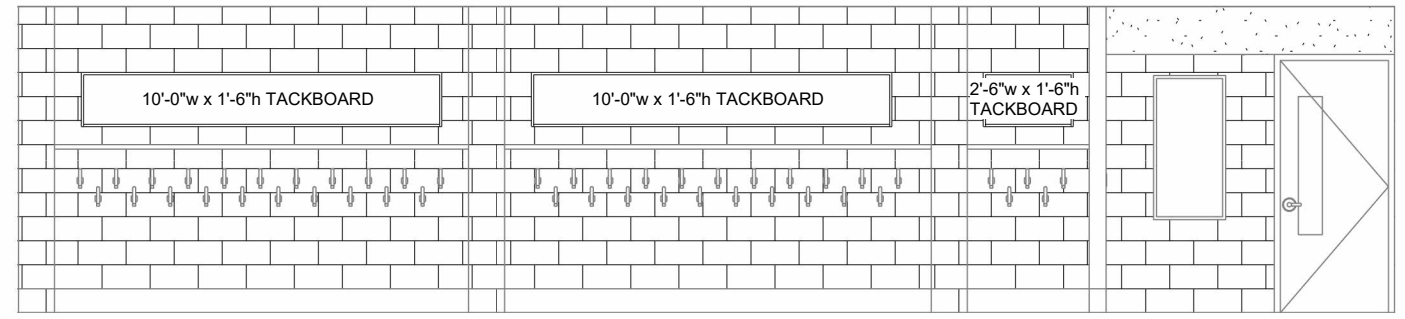 10'-0"w x 1'-6"h TACKBOARD
10'-0"w x 1'-6"h TACKBOARD
2'-6"w x 1'-6"h
TACKBOARD